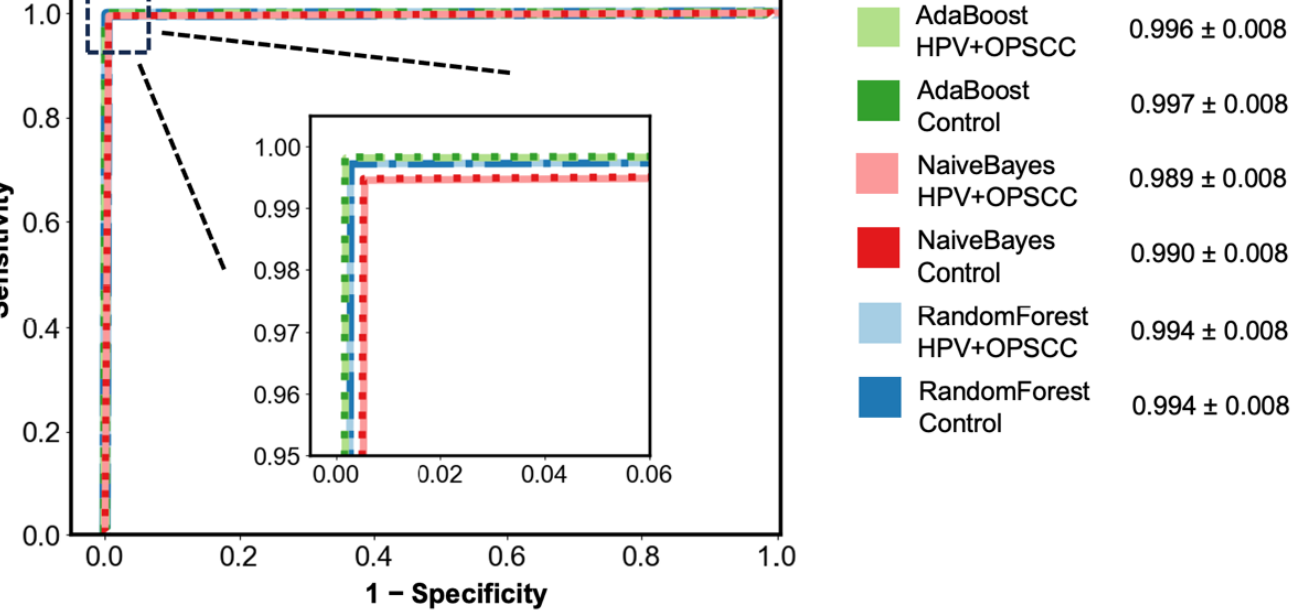 1.0
0.8
0.6
0.4
0.2
0.0
Sensitivity
0.0 0.2 0.4 0.6 0.8 1.0
1 − Specificity
1.00
0.99
0.98
0.97
0.96
0.95
0.00 0.02 0.04 0.06
AdaBoost
HPV+OPSCC 0.996 ± 0.008
AdaBoost
Control 0.997 ± 0.008
NaiveBayes
HPV+OPSCC 0.989 ± 0.008
NaiveBayes
Control 0.990 ± 0.008
RandomForest
HPV+OPSCC 0.994 ± 0.008
RandomForest
Control 0.994 ± 0.008